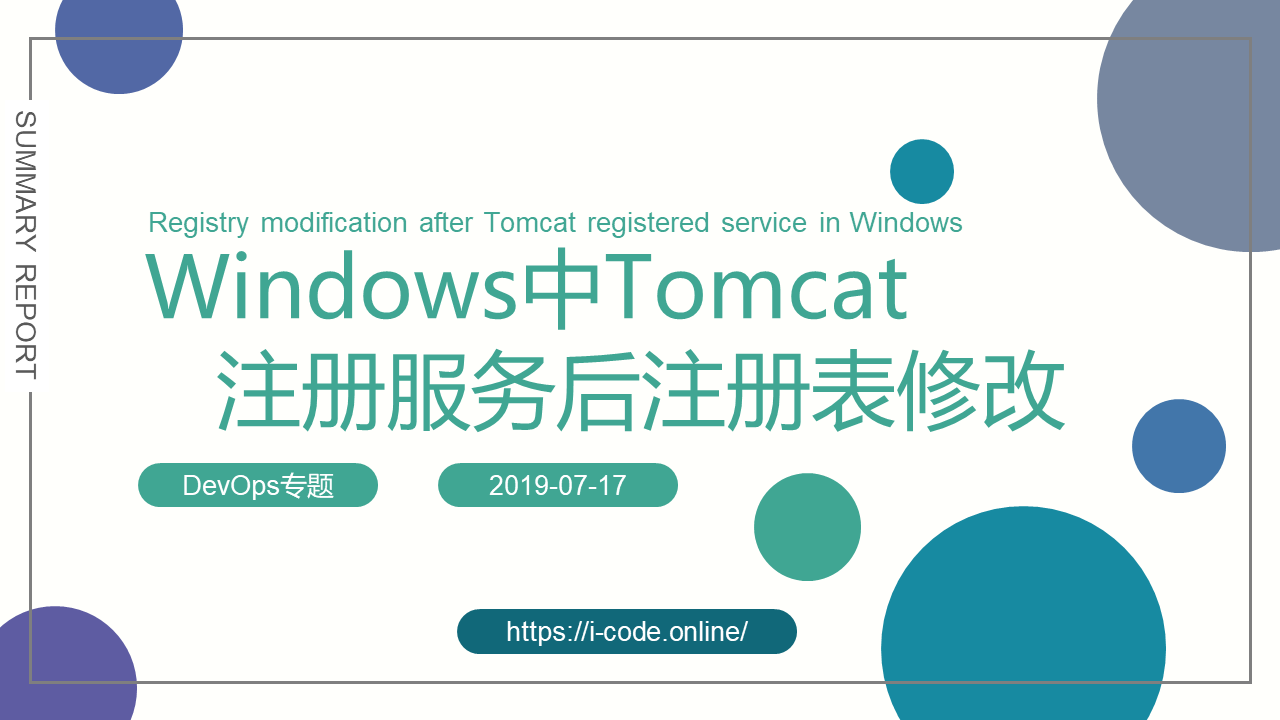 SUMMARY REPORT
Registry modification after Tomcat registered service in Windows
Windows中Tomcat
注册服务后注册表修改
DevOps专题
2019-07-17
https://i-code.online/